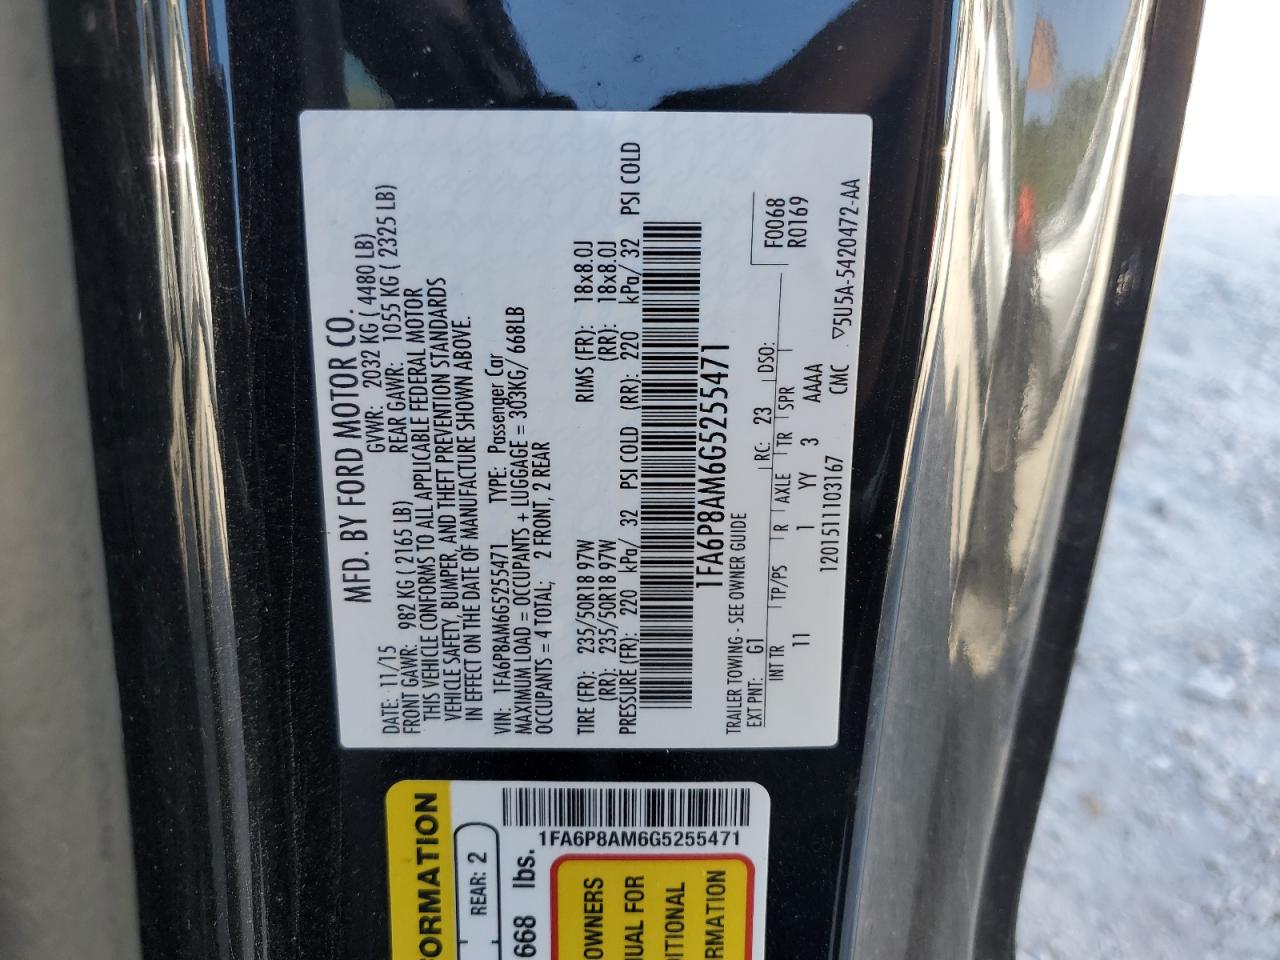 MFD. BY FORD MOTOR CO.
DATE: 11/15 GVWR: 2032 KG ( 4480 LB)
FRONT GAWR: 982 KG ( 2165 LB) REAR GAWR: 1055 KG ( 2325 LB)
THIS VEHICLE CONFORMS TO ALL APPLICABLE FEDERAL MOTOR
VEHICLE SAFETY, BUMPER, AND THEFT PREVENTION STANDARDS
IN EFFECT ON THE DATE OF MANUFACTURE SHOWN ABOVE.
VIN: 1FA6P8AM6G5255471 TYPE: Passenger Car
MAXIMUM LOAD = OCCUPANTS + LUGGAGE = 303KG/ 668LB
OCCUPANTS = 4 TOTAL; 2 FRONT, 2 REAR
TIRE (FR): 235/50R18 97W RIMS (FR): 18x8.0J
(RR): 235/50R18 97W (RR): 18x8.0J
PRESSURE (FR): 220 kPa/ 32 PSI COLD (RR): 220 kPa/ 32 PSI COLD
1FA6P8AM6G5255471
TRAILER TOWING - SEE OWNER GUIDE F0068
EXT PNT: G1 RC: 23 DSO: R0169
INT TR TP/PS R AXLE TR SPR
11 1 YY 3 AAAA
12015111103167 CMC ▽5U5A-5420472-AA
ORMATION
REAR: 2
668 lbs.
1FA6P8AM6G5255471
OWNERS
UAL FOR
DITIONAL
RMATION